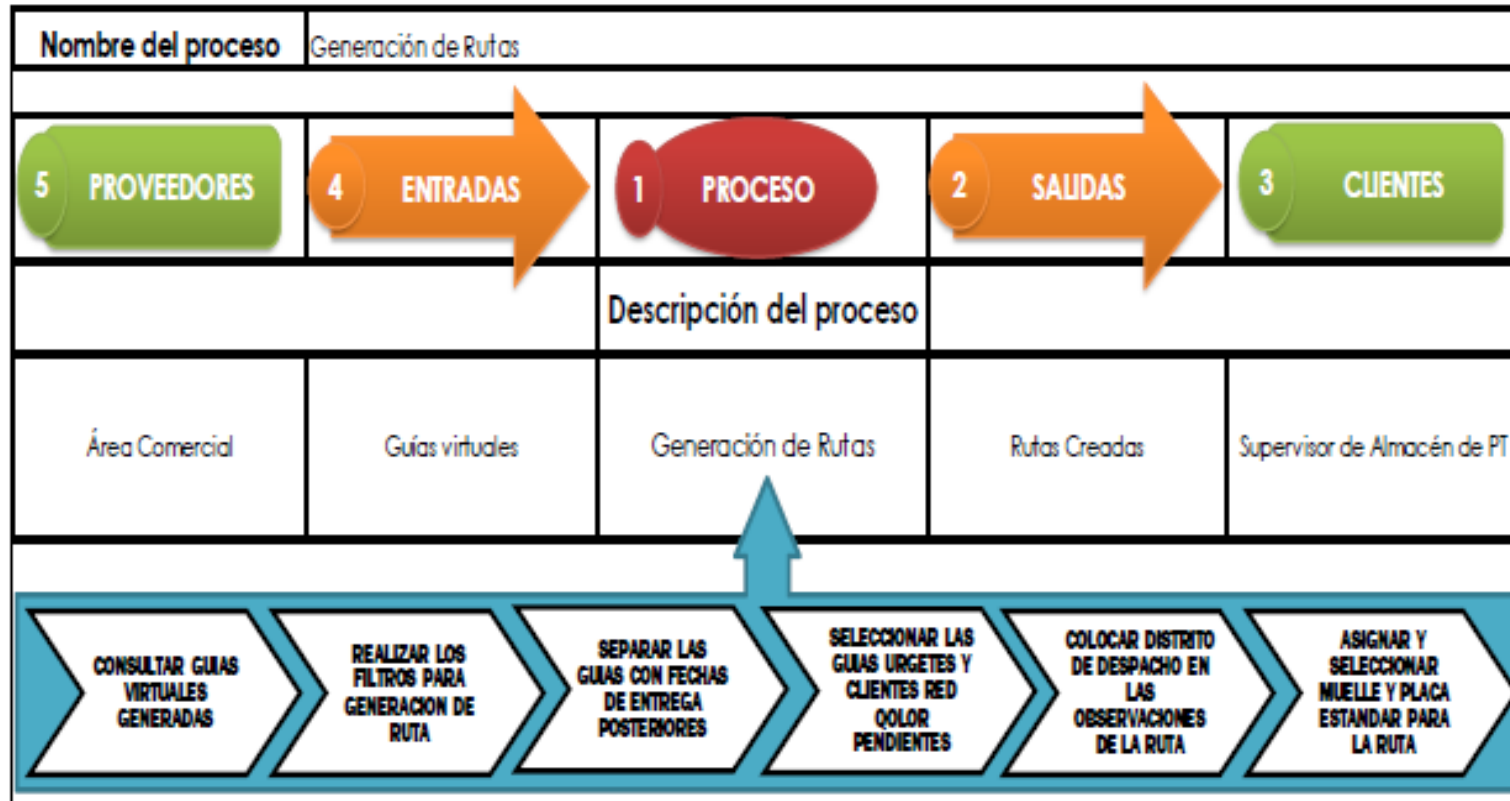 Nombre del proceso
Generación de Rutas
5 PROVEEDORES
4 ENTRADAS
1 PROCESO
2 SALIDAS
3 CLIENTES
Descripción del proceso
Área Comercial
Guías virtuales
Generación de Rutas
Rutas Creadas
Supervisor de Almacén de PT
CONSULTAR GUIAS
VIRTUALES
GENERADAS
REALIZAR LOS
FILTROS PARA
GENERACION DE
RUTA
SEPARAR LAS
GUIAS CON FECHAS
DE ENTREGA
POSTERIORES
SELECCIONAR LAS
GUIAS URGETES Y
CLIENTES RED
QOLOR
PENDIENTES
COLOCAR DISTRITO
DE DESPACHO EN
LAS
OBSERVACIONES
DE LA RUTA
ASIGNAR Y
SELECCIONAR
MUELLE Y PLACA
ESTANDAR PARA
LA RUTA